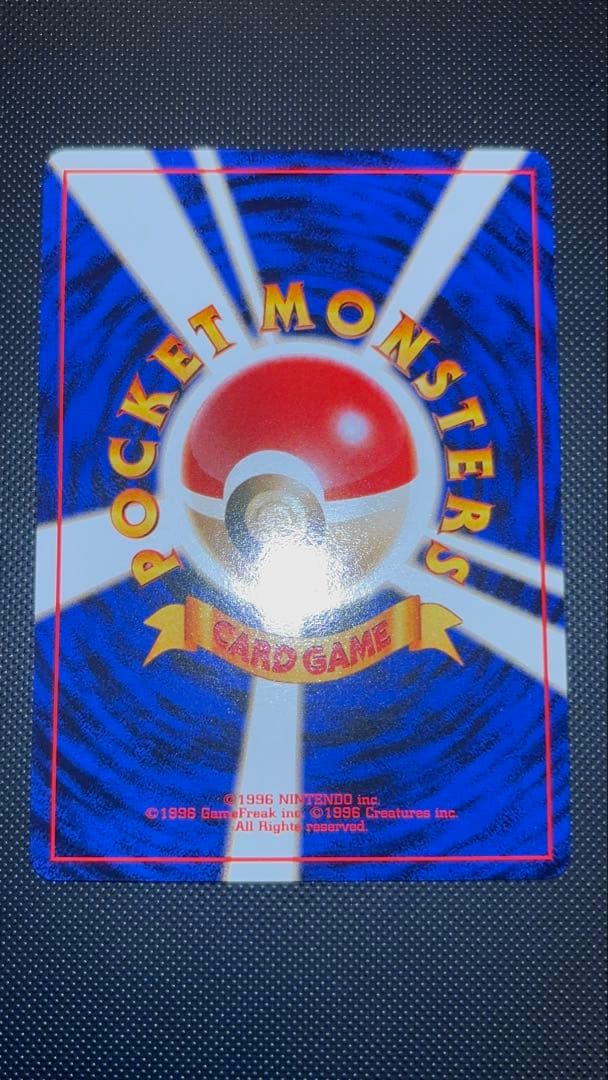 POCKET MONSTERS
CARD GAME
©1996 NINTENDO inc.
©1996 GameFreak inc. ©1996 Creatures inc.
All Rights reserved.